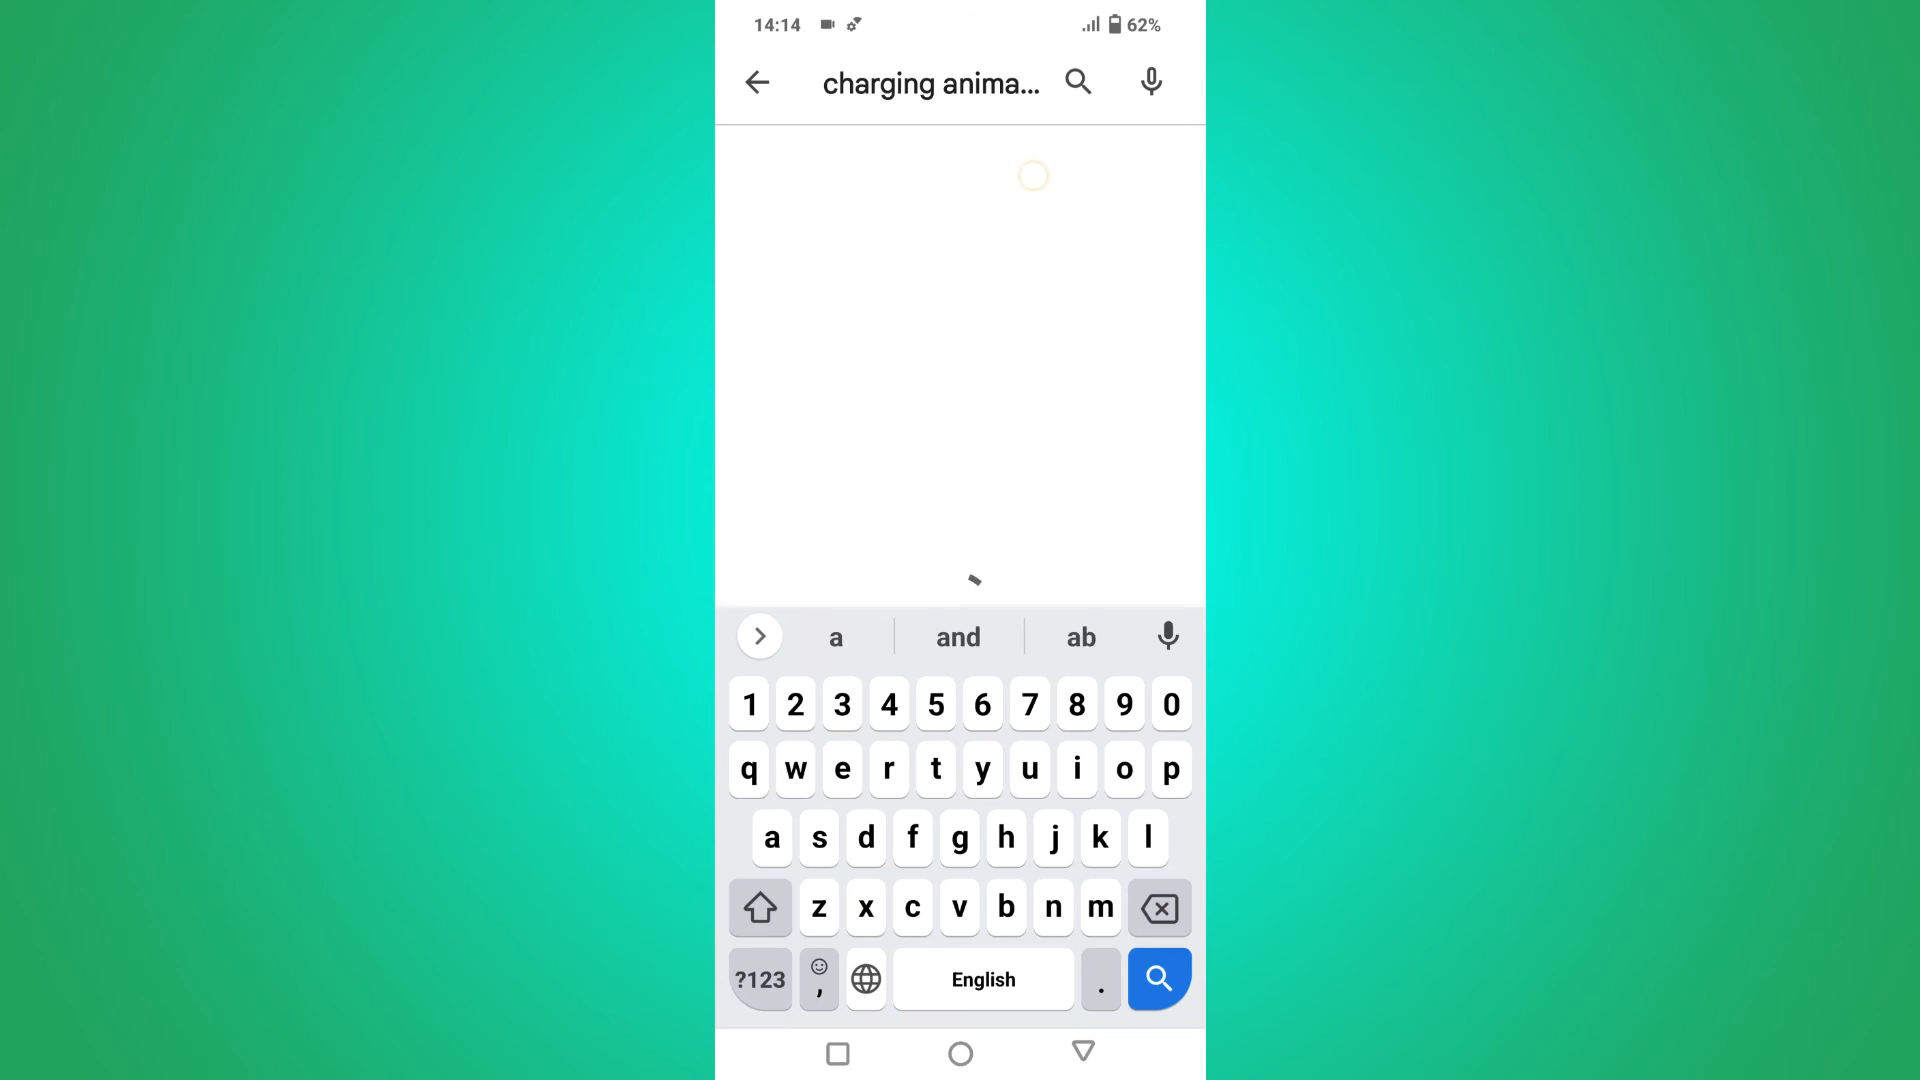 14:14 62%
charging anima...
a and ab
1 2 3 4 5 6 7 8 9 0
q w e r t y u i o p
a s d f g h j k l
z x c v b n m
?123 , English .